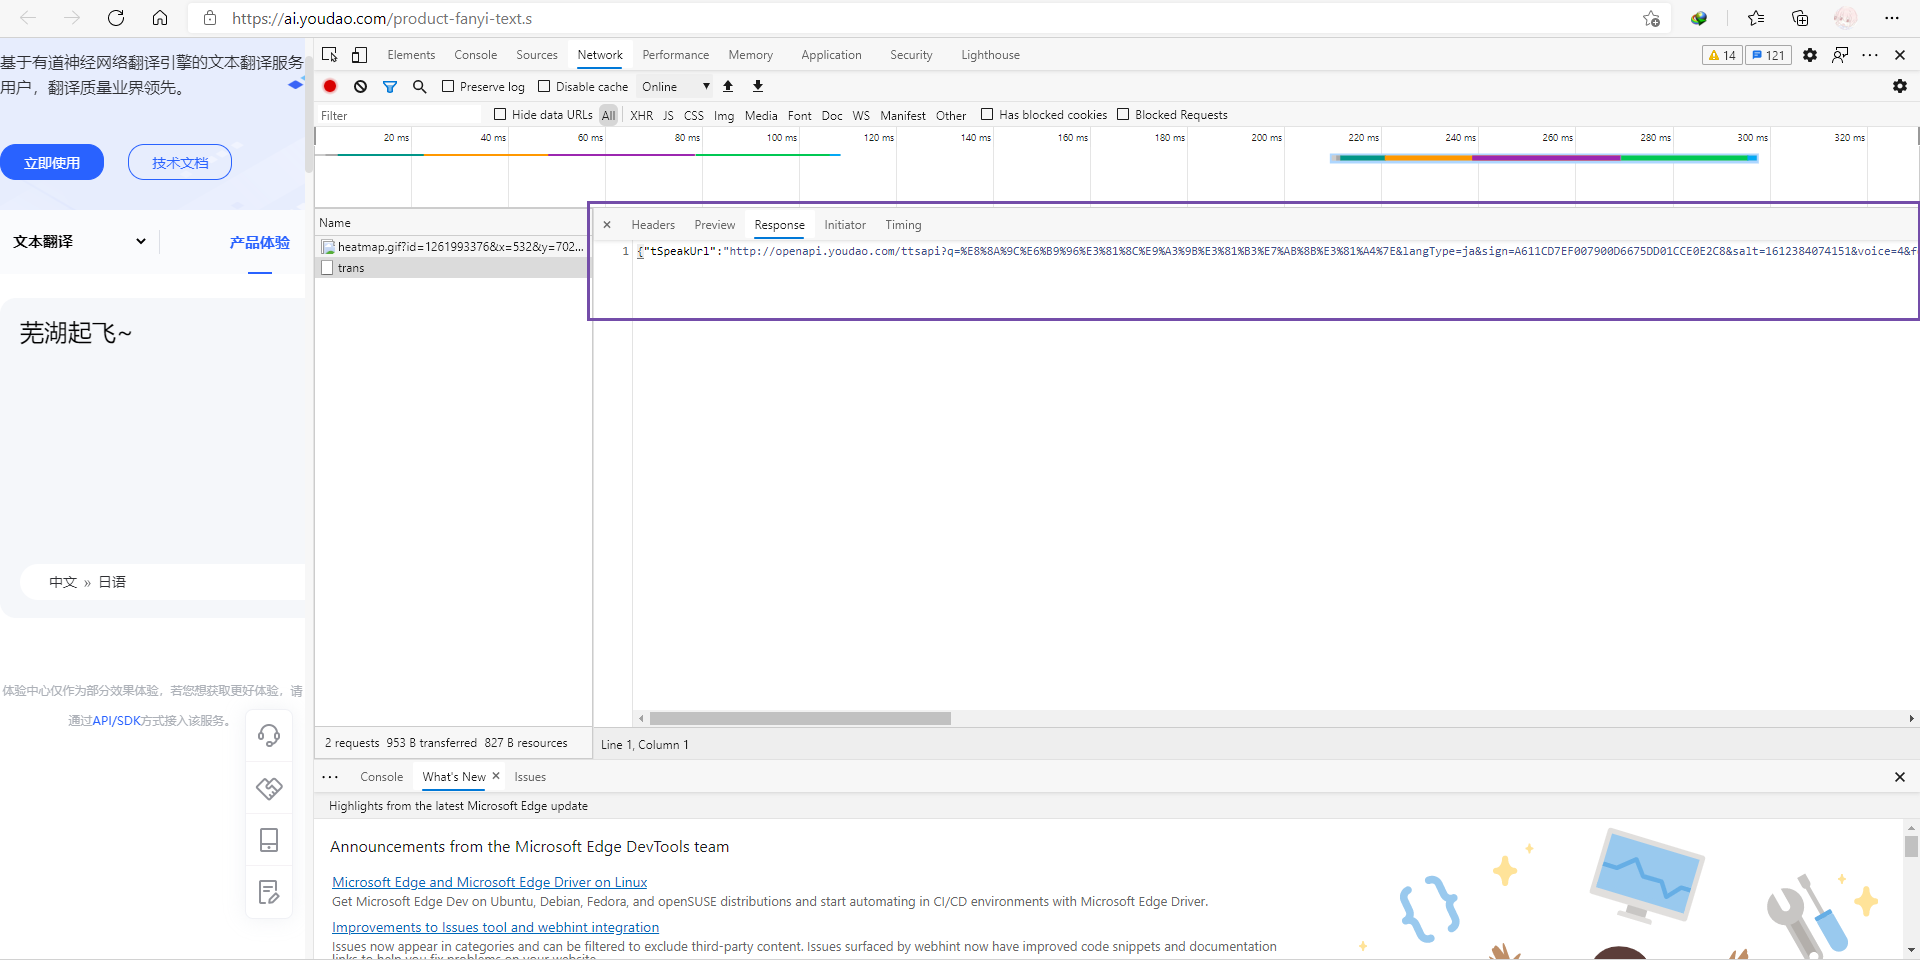 https://ai.youdao.com/product-fanyi-text.s
基于有道神经网络翻译引擎的文本翻译服务
用户，翻译质量业界领先。
立即使用
技术文档
文本翻译
产品体验
芜湖起飞~
中文 » 日语
体验中心仅作为部分效果体验，若您想获取更好体验，请
通过API/SDK方式接入该服务。
Elements Console Sources Network Performance Memory Application Security Lighthouse
14 121
Preserve log Disable cache Online
Filter Hide data URLs All XHR JS CSS Img Media Font Doc WS Manifest Other Has blocked cookies Blocked Requests
20 ms 40 ms 60 ms 80 ms 100 ms 120 ms 140 ms 160 ms 180 ms 200 ms 220 ms 240 ms 260 ms 280 ms 300 ms 320 ms
Name
heatmap.gif?id=1261993376&x=532&y=702...
trans
× Headers Preview Response Initiator Timing
1 {"tSpeakUrl":"http://openapi.youdao.com/ttsapi?q=%E8%8A%9C%E6%B9%96%E3%81%8C%E9%A3%9B%E3%81%B3%E7%AB%8B%E3%81%A4%7E&langType=ja&sign=A611CD7EF007900D6675DD01CCE0E2C8&salt=1612384074151&voice=4&f
2 requests 953 B transferred 827 B resources
Line 1, Column 1
Console What's New × Issues
Highlights from the latest Microsoft Edge update
Announcements from the Microsoft Edge DevTools team
Microsoft Edge and Microsoft Edge Driver on Linux
Get Microsoft Edge Dev on Ubuntu, Debian, Fedora, and openSUSE distributions and start automating in CI/CD environments with Microsoft Edge Driver.
Improvements to Issues tool and webhint integration
Issues now appear in categories and can be filtered to exclude third-party content. Issues surfaced by webhint now have improved code snippets and documentation
links to help you fix problems on your website.